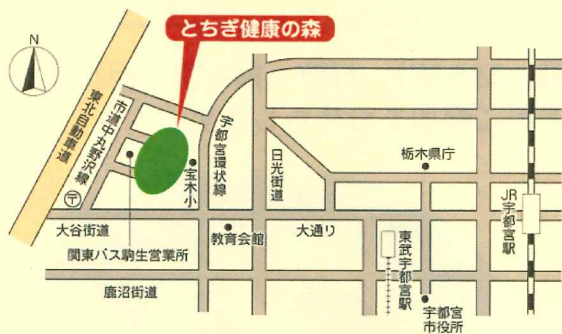 とちぎ健康の森
N
東北自動車道
市道中丸野沢線
宝木小
宇都宮環状線
日光街道
栃木県庁
〒
大谷街道
教育会館
大通り
東武宇都宮駅
JR宇都宮駅
関東バス駒生営業所
鹿沼街道
宇都宮
市役所